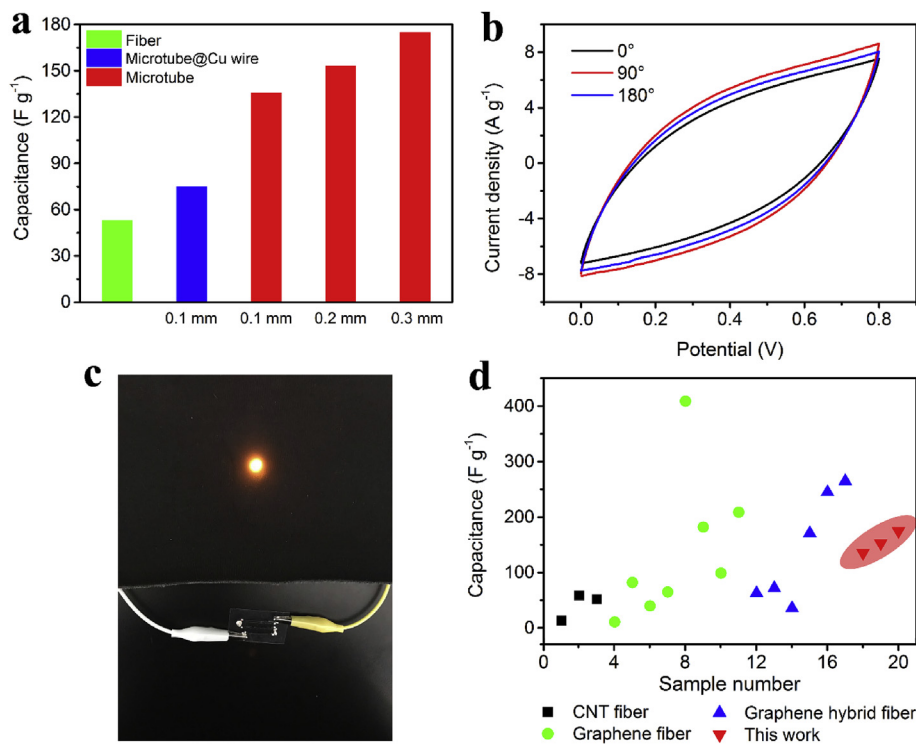 a
Capacitance (F g⁻¹)
180
150
120
90
60
30
0
Fiber
Microtube@Cu wire
Microtube
0.1 mm 0.1 mm 0.2 mm 0.3 mm
b
Current density (A g⁻¹)
8
4
0
-4
-8
0°
90°
180°
0.0 0.2 0.4 0.6 0.8
Potential (V)
c
d
Capacitance (F g⁻¹)
400
300
200
100
0
0 4 8 12 16 20
Sample number
CNT fiber
Graphene fiber
Graphene hybrid fiber
This work